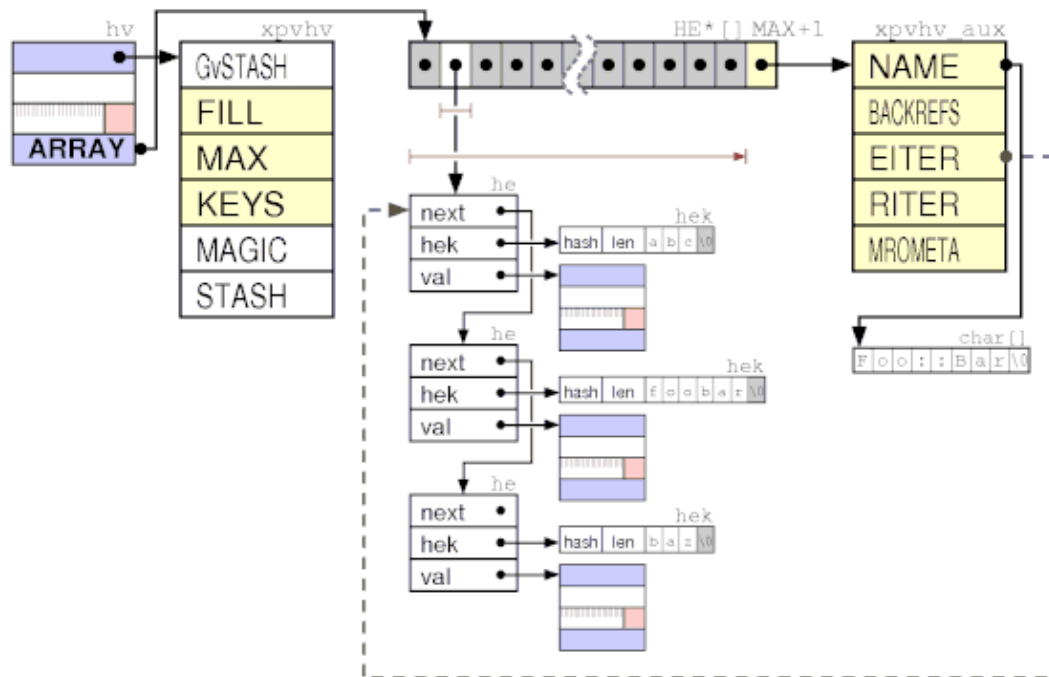 hv
xpvhv
HE*[] MAX+1
xpvhv_aux
GvSTASH
FILL
MAX
KEYS
MAGIC
STASH
ARRAY
NAME
BACKREFS
EITER
RITER
MROMETA
he
next
hek
val
hek
hash len a b c \0
he
next
hek
val
hek
hash len f o o b a r \0
he
next
hek
val
hek
hash len b a z \0
char[]
F o o : : B a r \0